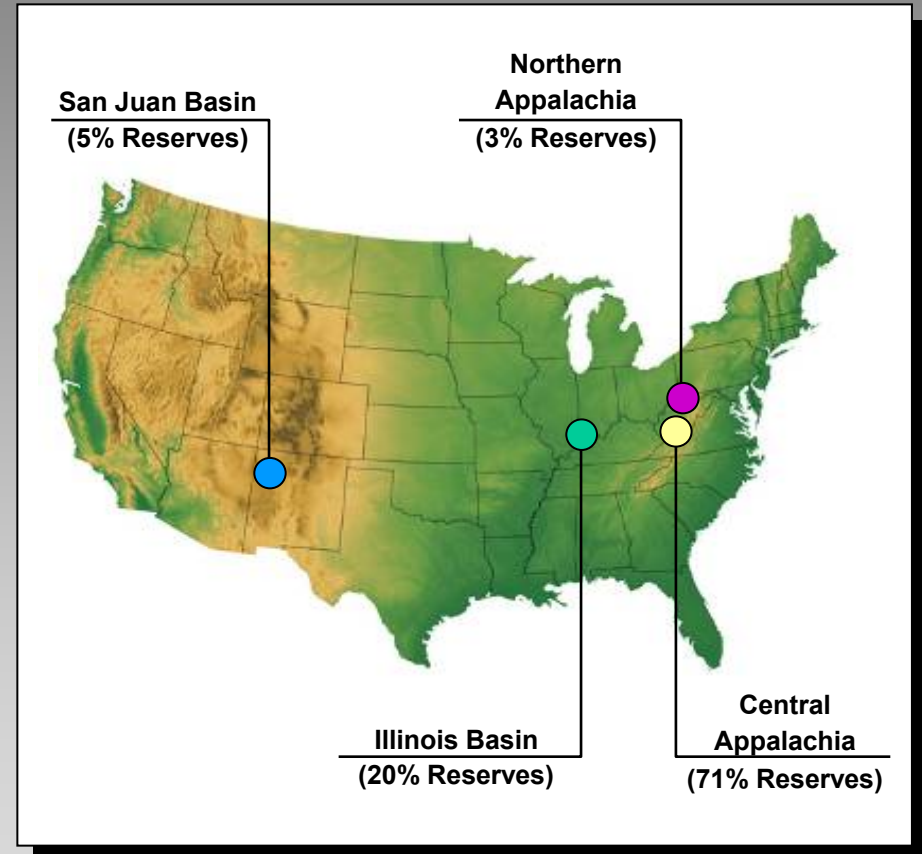 San Juan Basin
(5% Reserves)
Northern
Appalachia
(3% Reserves)
Illinois Basin
(20% Reserves)
Central
Appalachia
(71% Reserves)